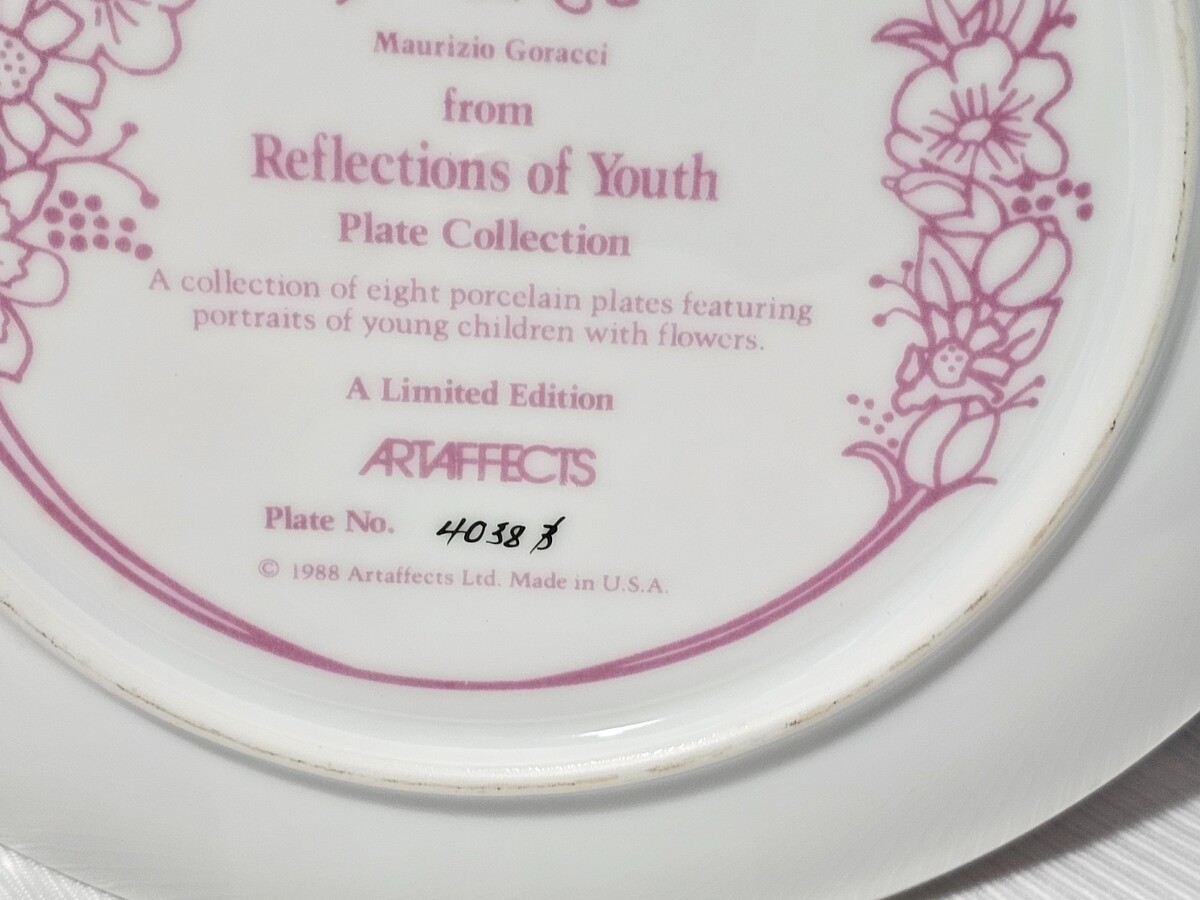 Maurizio Goracci
from
Reflections of Youth
Plate Collection
A collection of eight porcelain plates featuring
portraits of young children with flowers.
A Limited Edition
ARTAFFECTS
Plate No. 4038
© 1988 Artaffects Ltd. Made in U.S.A.